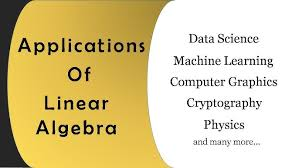 Applications
Of
Linear
Algebra
Data Science
Machine Learning
Computer Graphics
Cryptography
Physics
and many more...